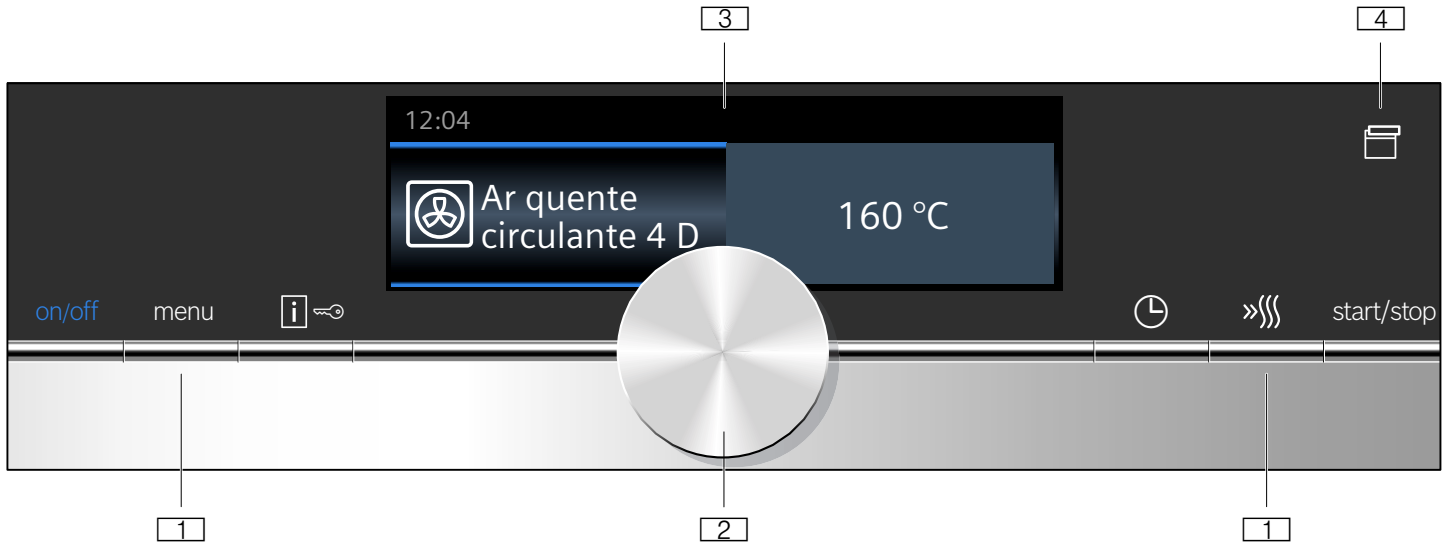 3
4
12:04
Ar quente
circulante 4 D
160 °C
on/off
menu
i
start/stop
1
2
1